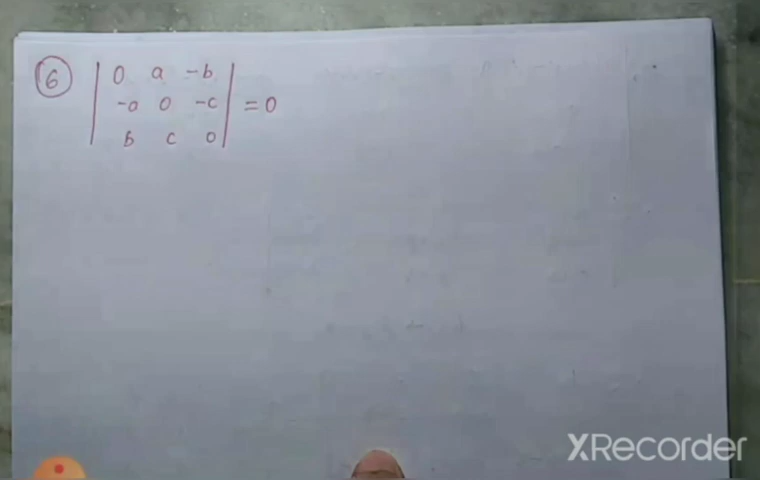 ⑥ | 0 a -b |
| -a 0 -c | = 0
| b c 0 |
XRecorder